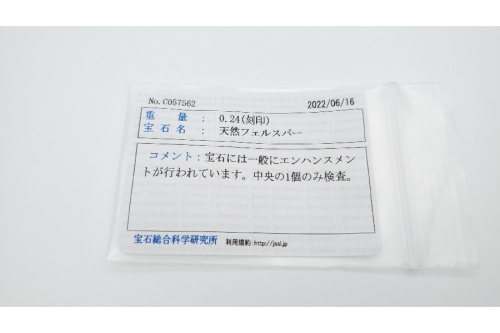 No.C057562 2022/06/16
重 量 : 0.24(刻印)
宝 石 名 : 天然フェルスパー
コメント:宝石には一般にエンハンスメン
トが行われています。中央の1個のみ検査。
宝石総合科学研究所 利用規約:http://jssl.jp